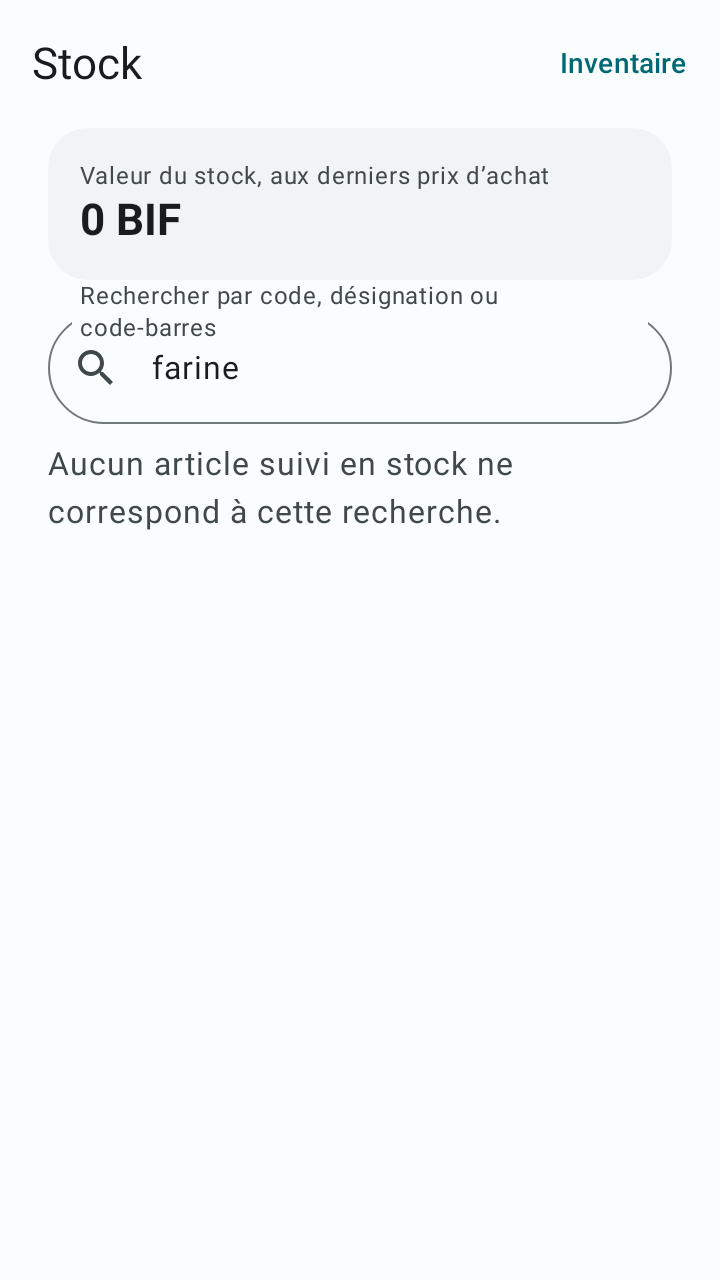 Stock
Inventaire
Valeur du stock, aux derniers prix d’achat
0 BIF
Rechercher par code, désignation ou
code-barres
farine
Aucun article suivi en stock ne
correspond à cette recherche.